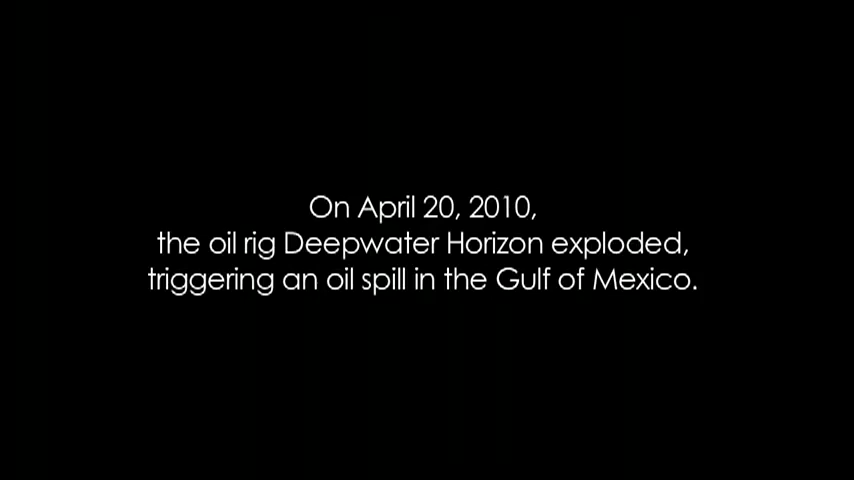 On April 20, 2010,
the oil rig Deepwater Horizon exploded,
triggering an oil spill in the Gulf of Mexico.